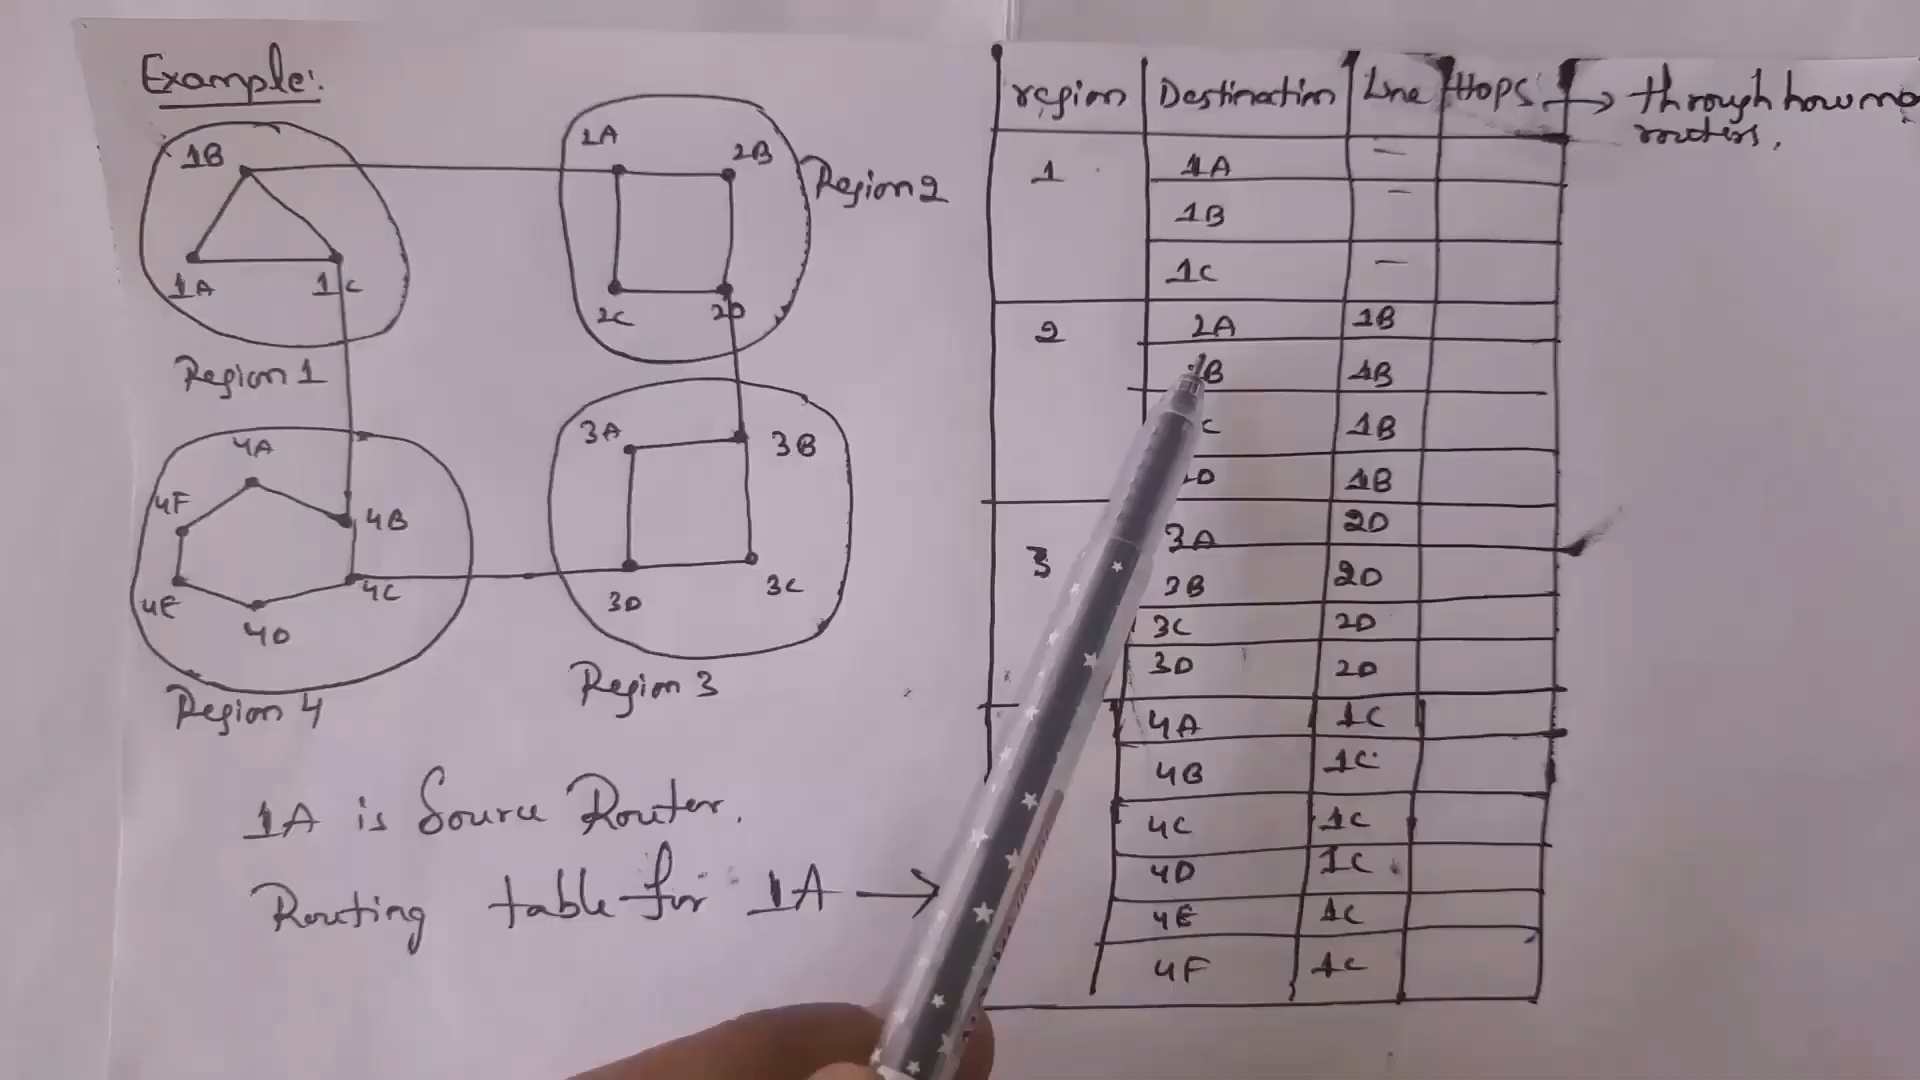 Example:
1B
1A
1C
Region 1
2A
2B
2C
2D
Region 2
4A
4F
4B
4E
4C
4D
Region 4
3A
3B
3D
3C
Region 3
1A is Source Router.
Routing table for 1A →
region Destination Line Hops → through how
routers.
1 1A –
1B –
1C –
2 2A 1B
B 1B
C 1B
D 1B
3 3A 2D
3B 2D
3C 2D
3D 2D
4A 1C
4B 1C
4C 1C
4D 1C
4E 1C
4F 1C